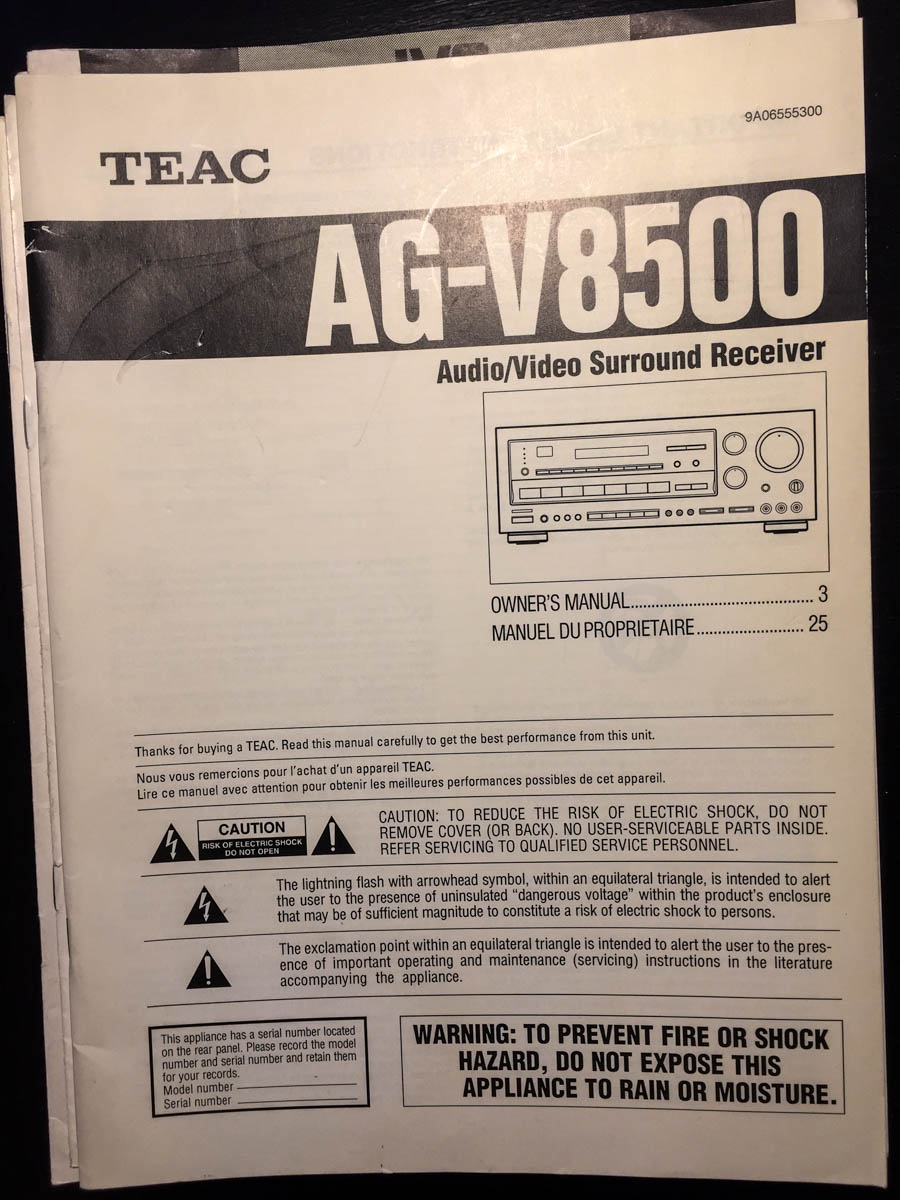 JVC
9A06555300
TEAC
AG-V8500
Audio/Video Surround Receiver
OWNER'S MANUAL.......................................... 3
MANUEL DU PROPRIETAIRE......................... 25
Thanks for buying a TEAC. Read this manual carefully to get the best performance from this unit.
Nous vous remercions pour l'achat d'un appareil TEAC.
Lire ce manuel avec attention pour obtenir les meilleures performances possibles de cet appareil.
CAUTION
RISK OF ELECTRIC SHOCK
DO NOT OPEN
CAUTION: TO REDUCE THE RISK OF ELECTRIC SHOCK, DO NOT
REMOVE COVER (OR BACK). NO USER-SERVICEABLE PARTS INSIDE.
REFER SERVICING TO QUALIFIED SERVICE PERSONNEL.
The lightning flash with arrowhead symbol, within an equilateral triangle, is intended to alert
the user to the presence of uninsulated “dangerous voltage” within the product's enclosure
that may be of sufficient magnitude to constitute a risk of electric shock to persons.
The exclamation point within an equilateral triangle is intended to alert the user to the pres-
ence of important operating and maintenance (servicing) instructions in the literature
accompanying the appliance.
This appliance has a serial number located
on the rear panel. Please record the model
number and serial number and retain them
for your records.
Model number
Serial number
WARNING: TO PREVENT FIRE OR SHOCK
HAZARD, DO NOT EXPOSE THIS
APPLIANCE TO RAIN OR MOISTURE.